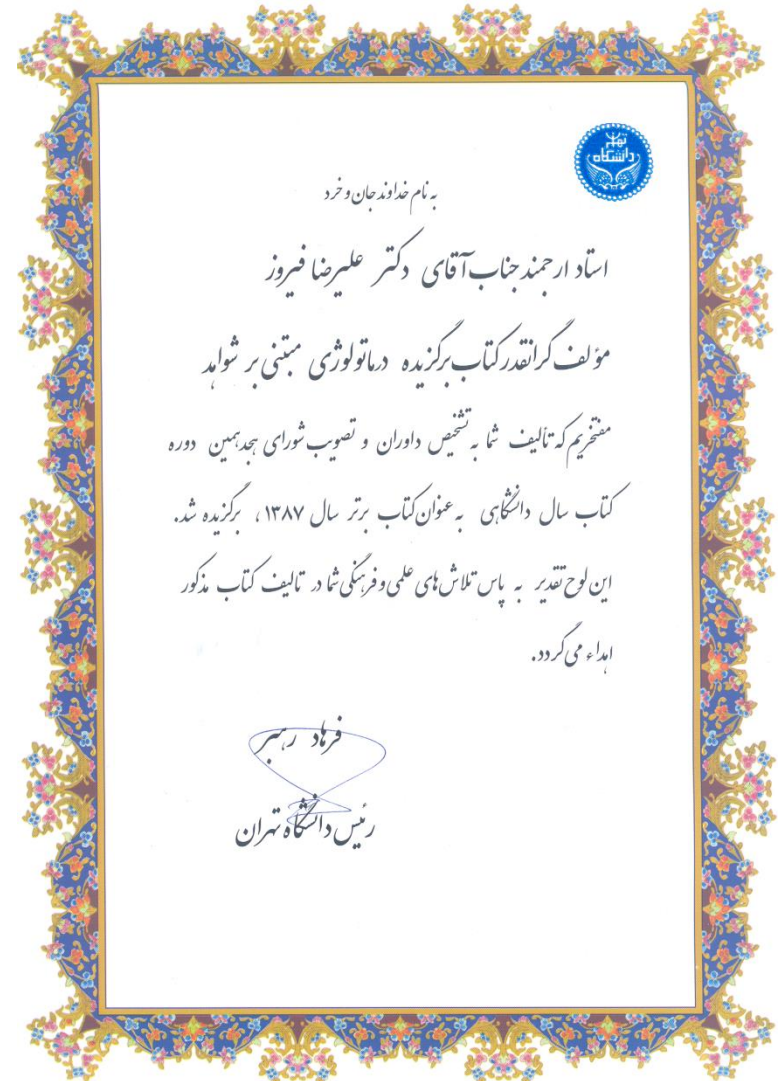 دانشگاه تهران
به نام خداوند جان و خرد
استاد ارجمند جناب آقای دکتر علیرضا فیروز
مؤلف گرانقدر کتاب برگزیده درماتولوژی مبتنی بر شواهد
مفتخریم که تألیف شما به تشخیص داوران و تصویب شورای هجدهمین دوره
کتاب سال دانشگاهی به عنوان کتاب برتر سال ۱۳۸۷، برگزیده شد.
این لوح تقدیر به پاس تلاش‌های علمی و فرهنگی شما در تالیف کتاب مذکور
اهداء می‌گردد.
فرهاد رهبر
رئیس دانشگاه تهران